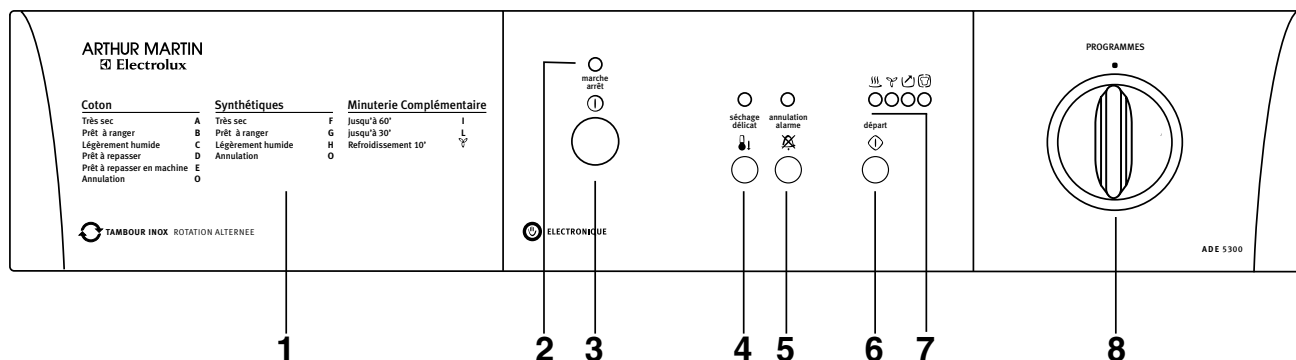 ARTHUR MARTIN
Electrolux
Coton
Très sec A
Prêt à ranger B
Légèrement humide C
Prêt à repasser D
Prêt à repasser en machine E
Annulation O
Synthétiques
Très sec F
Prêt à ranger G
Légèrement humide H
Annulation O
Minuterie Complémentaire
Jusqu'à 60' I
jusqu'à 30' L
Refroidissement 10'
TAMBOUR INOX ROTATION ALTERNEE
marche
arrêt
ELECTRONIQUE
séchage
délicat
annulation
alarme
départ
PROGRAMMES
ADE 5300
1 2 3 4 5 6 7 8